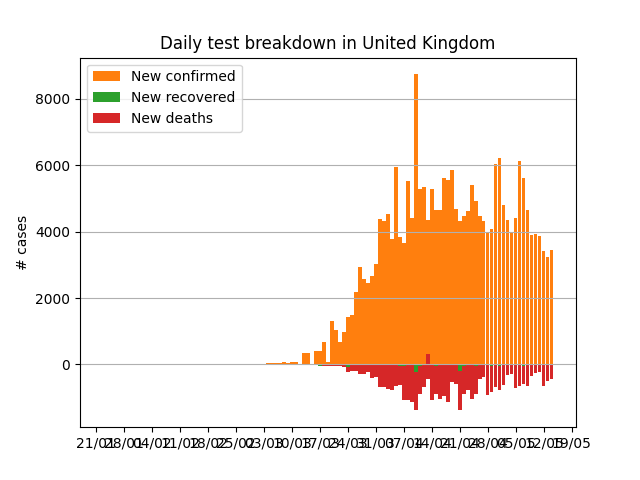 Daily test breakdown in United Kingdom
New confirmed
New recovered
New deaths
8000
6000
4000
2000
0
# cases
21/01 28/01 04/02 11/02 18/02 25/02 03/03 10/03 17/03 24/03 31/03 07/04 14/04 21/04 28/04 05/05 12/05 19/05